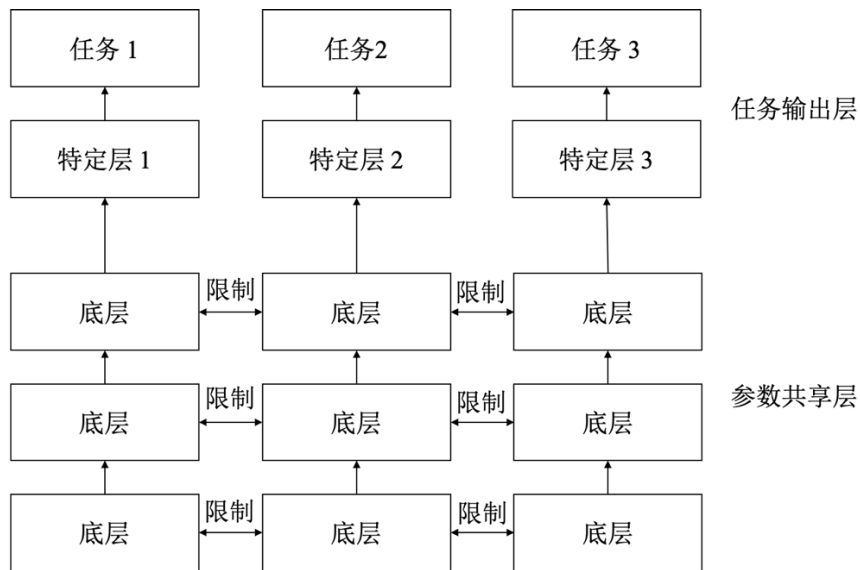 任务 1
任务2
任务 3
任务输出层
特定层 1
特定层 2
特定层 3
底层
限制
底层
限制
底层
底层
限制
底层
限制
底层
参数共享层
底层
限制
底层
限制
底层